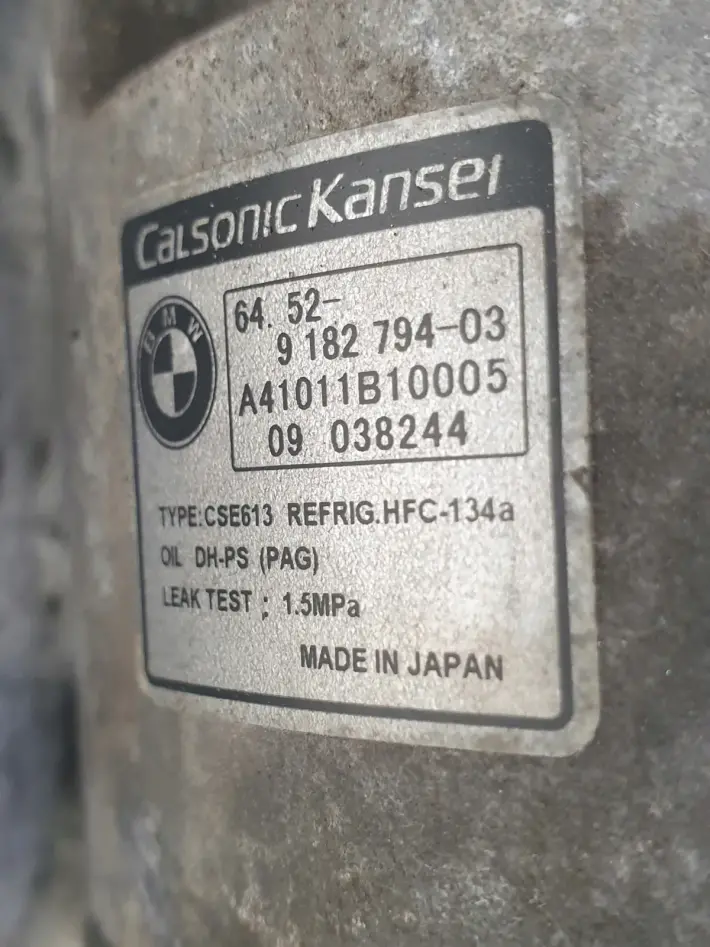 CalsonicKansei
BMW
64. 52-
9 182 794-03
A41011B10005
09 038244
TYPE:CSE613 REFRIG.HFC-134a
OIL DH-PS (PAG)
LEAK TEST ; 1.5MPa
MADE IN JAPAN